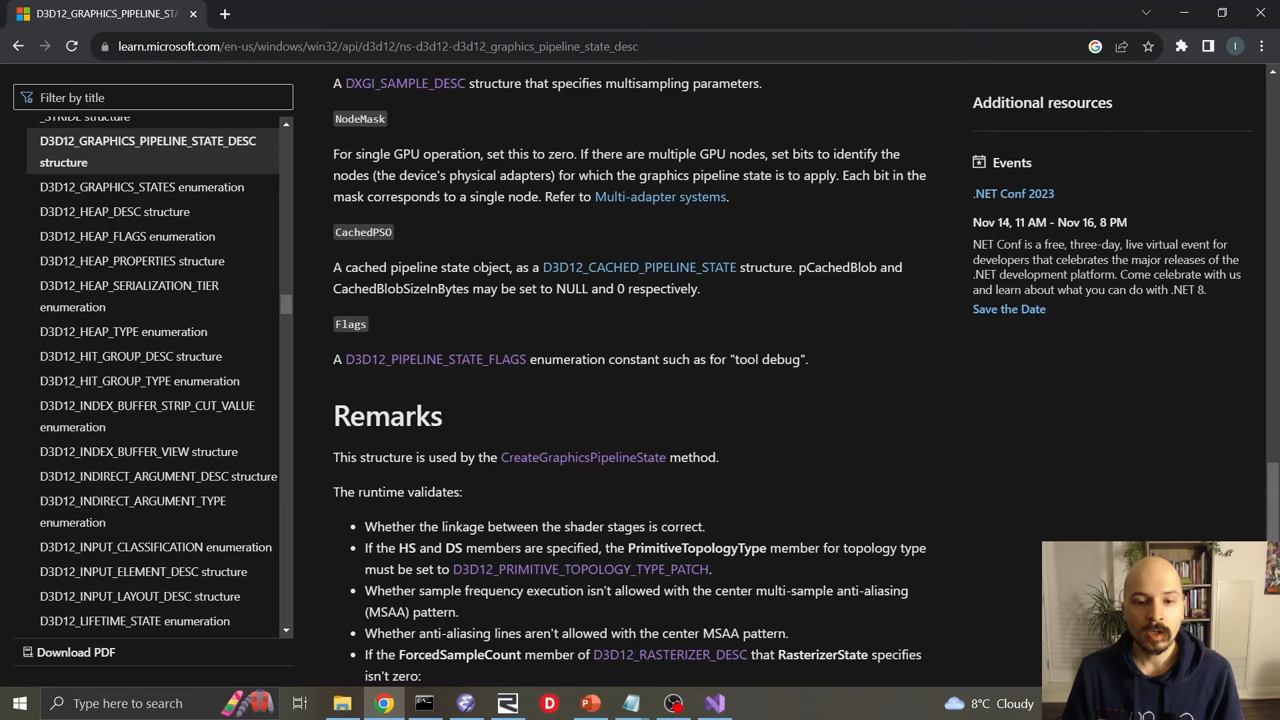 D3D12_GRAPHICS_PIPELINE_STA
learn.microsoft.com/en-us/windows/win32/api/d3d12/ns-d3d12-d3d12_graphics_pipeline_state_desc
Filter by title
_STRIDE structure
D3D12_GRAPHICS_PIPELINE_STATE_DESC
structure
D3D12_GRAPHICS_STATES enumeration
D3D12_HEAP_DESC structure
D3D12_HEAP_FLAGS enumeration
D3D12_HEAP_PROPERTIES structure
D3D12_HEAP_SERIALIZATION_TIER
enumeration
D3D12_HEAP_TYPE enumeration
D3D12_HIT_GROUP_DESC structure
D3D12_HIT_GROUP_TYPE enumeration
D3D12_INDEX_BUFFER_STRIP_CUT_VALUE
enumeration
D3D12_INDEX_BUFFER_VIEW structure
D3D12_INDIRECT_ARGUMENT_DESC structure
D3D12_INDIRECT_ARGUMENT_TYPE
enumeration
D3D12_INPUT_CLASSIFICATION enumeration
D3D12_INPUT_ELEMENT_DESC structure
D3D12_INPUT_LAYOUT_DESC structure
D3D12_LIFETIME_STATE enumeration
Download PDF
A DXGI_SAMPLE_DESC structure that specifies multisampling parameters.
NodeMask
For single GPU operation, set this to zero. If there are multiple GPU nodes, set bits to identify the
nodes (the device's physical adapters) for which the graphics pipeline state is to apply. Each bit in the
mask corresponds to a single node. Refer to Multi-adapter systems.
CachedPSO
A cached pipeline state object, as a D3D12_CACHED_PIPELINE_STATE structure. pCachedBlob and
CachedBlobSizeInBytes may be set to NULL and 0 respectively.
Flags
A D3D12_PIPELINE_STATE_FLAGS enumeration constant such as for "tool debug".
Remarks
This structure is used by the CreateGraphicsPipelineState method.
The runtime validates:
• Whether the linkage between the shader stages is correct.
• If the HS and DS members are specified, the PrimitiveTopologyType member for topology type
must be set to D3D12_PRIMITIVE_TOPOLOGY_TYPE_PATCH.
• Whether sample frequency execution isn't allowed with the center multi-sample anti-aliasing
(MSAA) pattern.
• Whether anti-aliasing lines aren't allowed with the center MSAA pattern.
• If the ForcedSampleCount member of D3D12_RASTERIZER_DESC that RasterizerState specifies
isn't zero:
Additional resources
Events
.NET Conf 2023
Nov 14, 11 AM - Nov 16, 8 PM
NET Conf is a free, three-day, live virtual event for
developers that celebrates the major releases of the
.NET development platform. Come celebrate with us
and learn about what you can do with .NET 8.
Save the Date
Type here to search
8°C Cloudy